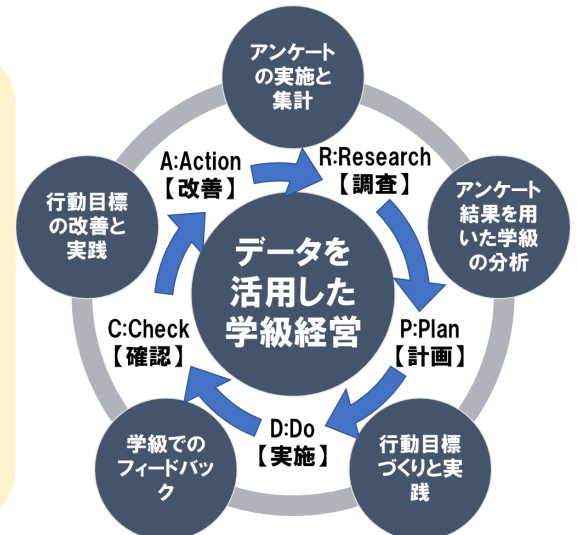 アンケート
の実施と
集計
A:Action
【改善】
R:Research
【調査】
行動目標
の改善と
実践
アンケート
結果を用
いた学級
の分析
データを
活用した
学級経営
C:Check
【確認】
P:Plan
【計画】
D:Do
【実施】
学級での
フィードバッ
ク
行動目標
づくりと実
践